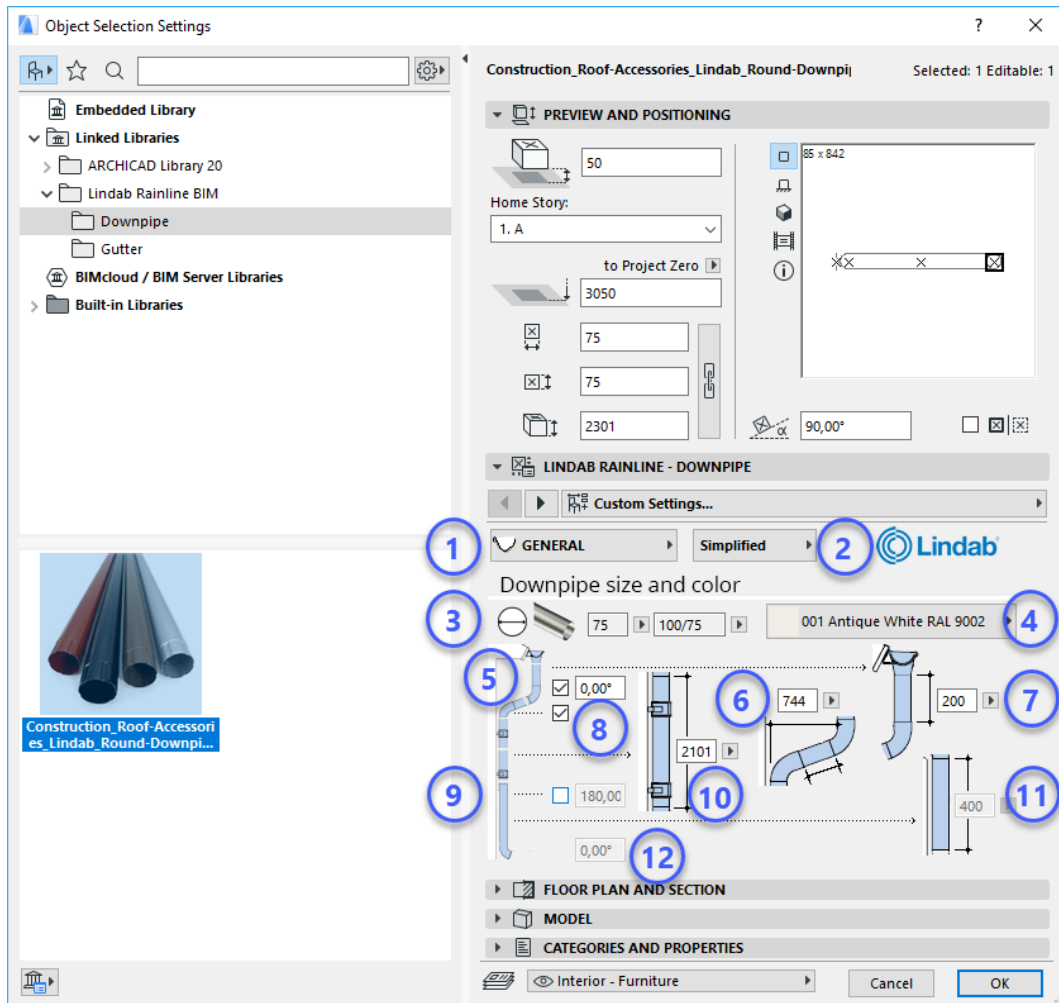 Object Selection Settings
?
Embedded Library
Linked Libraries
ARCHICAD Library 20
Lindab Rainline BIM
Downpipe
Gutter
BIMcloud / BIM Server Libraries
Built-in Libraries
Construction_Roof-Accessori
es_Lindab_Round-Downpi...
Construction_Roof-Accessories_Lindab_Round-Downpi
Selected: 1 Editable: 1
PREVIEW AND POSITIONING
50
Home Story:
1. A
to Project Zero
3050
75
75
2301
85 x 842
α
90,00°
LINDAB RAINLINE - DOWNPIPE
Custom Settings...
1
GENERAL
Simplified
2
Lindab
Downpipe size and color
3
75
100/75
001 Antique White RAL 9002
4
5
0,00°
8
6
744
200
7
2101
9
180,00
10
400
11
0,00°
12
FLOOR PLAN AND SECTION
MODEL
CATEGORIES AND PROPERTIES
Interior - Furniture
Cancel
OK